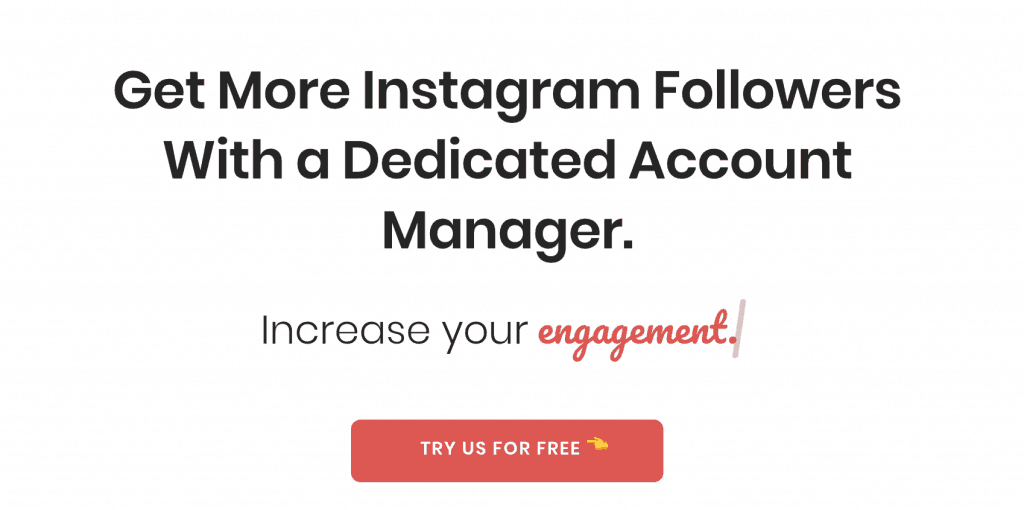 Get More Instagram Followers
With a Dedicated Account
Manager.
Increase your engagement.
TRY US FOR FREE 👈